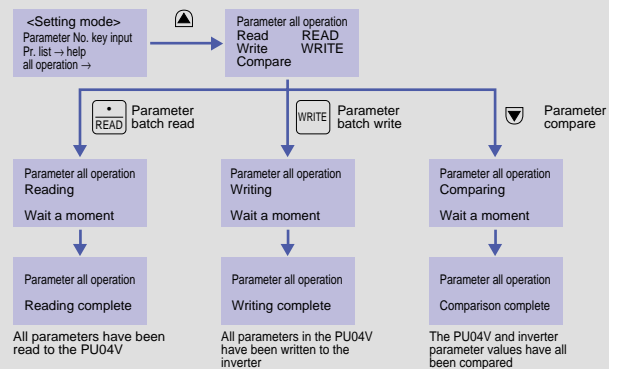 <Setting mode>
Parameter No. key input
Pr. list → help
all operation →
Parameter all operation
Read READ
Write WRITE
Compare
READ
Parameter
batch read
WRITE
Parameter
batch write
Parameter
compare
Parameter all operation
Reading
Wait a moment
Parameter all operation
Writing
Wait a moment
Parameter all operation
Comparing
Wait a moment
Parameter all operation
Reading complete
Parameter all operation
Writing complete
Parameter all operation
Comparison complete
All parameters have been
read to the PU04V
All parameters in the PU04V
have been written to the
inverter
The PU04V and inverter
parameter values have all
been compared